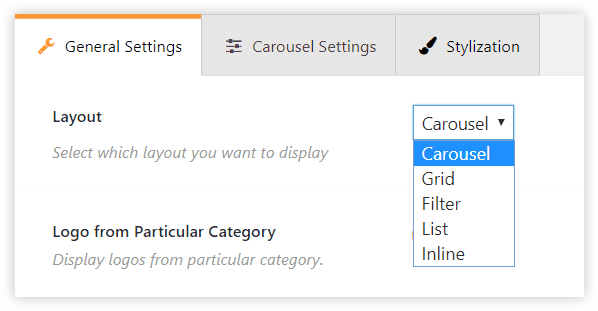 General Settings Carousel Settings Stylization
Layout
Select which layout you want to display
Carousel
Carousel
Grid
Filter
List
Inline
Logo from Particular Category
Display logos from particular category.